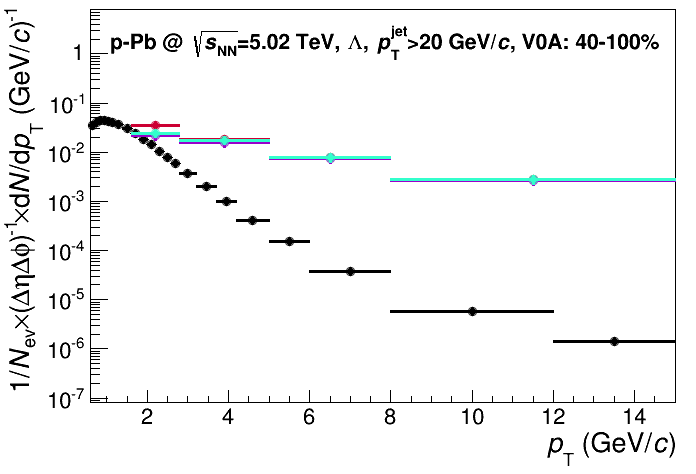 p-Pb @ √sNN=5.02 TeV, Λ, pTjet>20 GeV/c, V0A: 40-100%
1/Nev×(ΔηΔϕ)-1×dN/dpT (GeV/c)-1
1
10-1
10-2
10-3
10-4
10-5
10-6
10-7
2 4 6 8 10 12 14
pT (GeV/c)